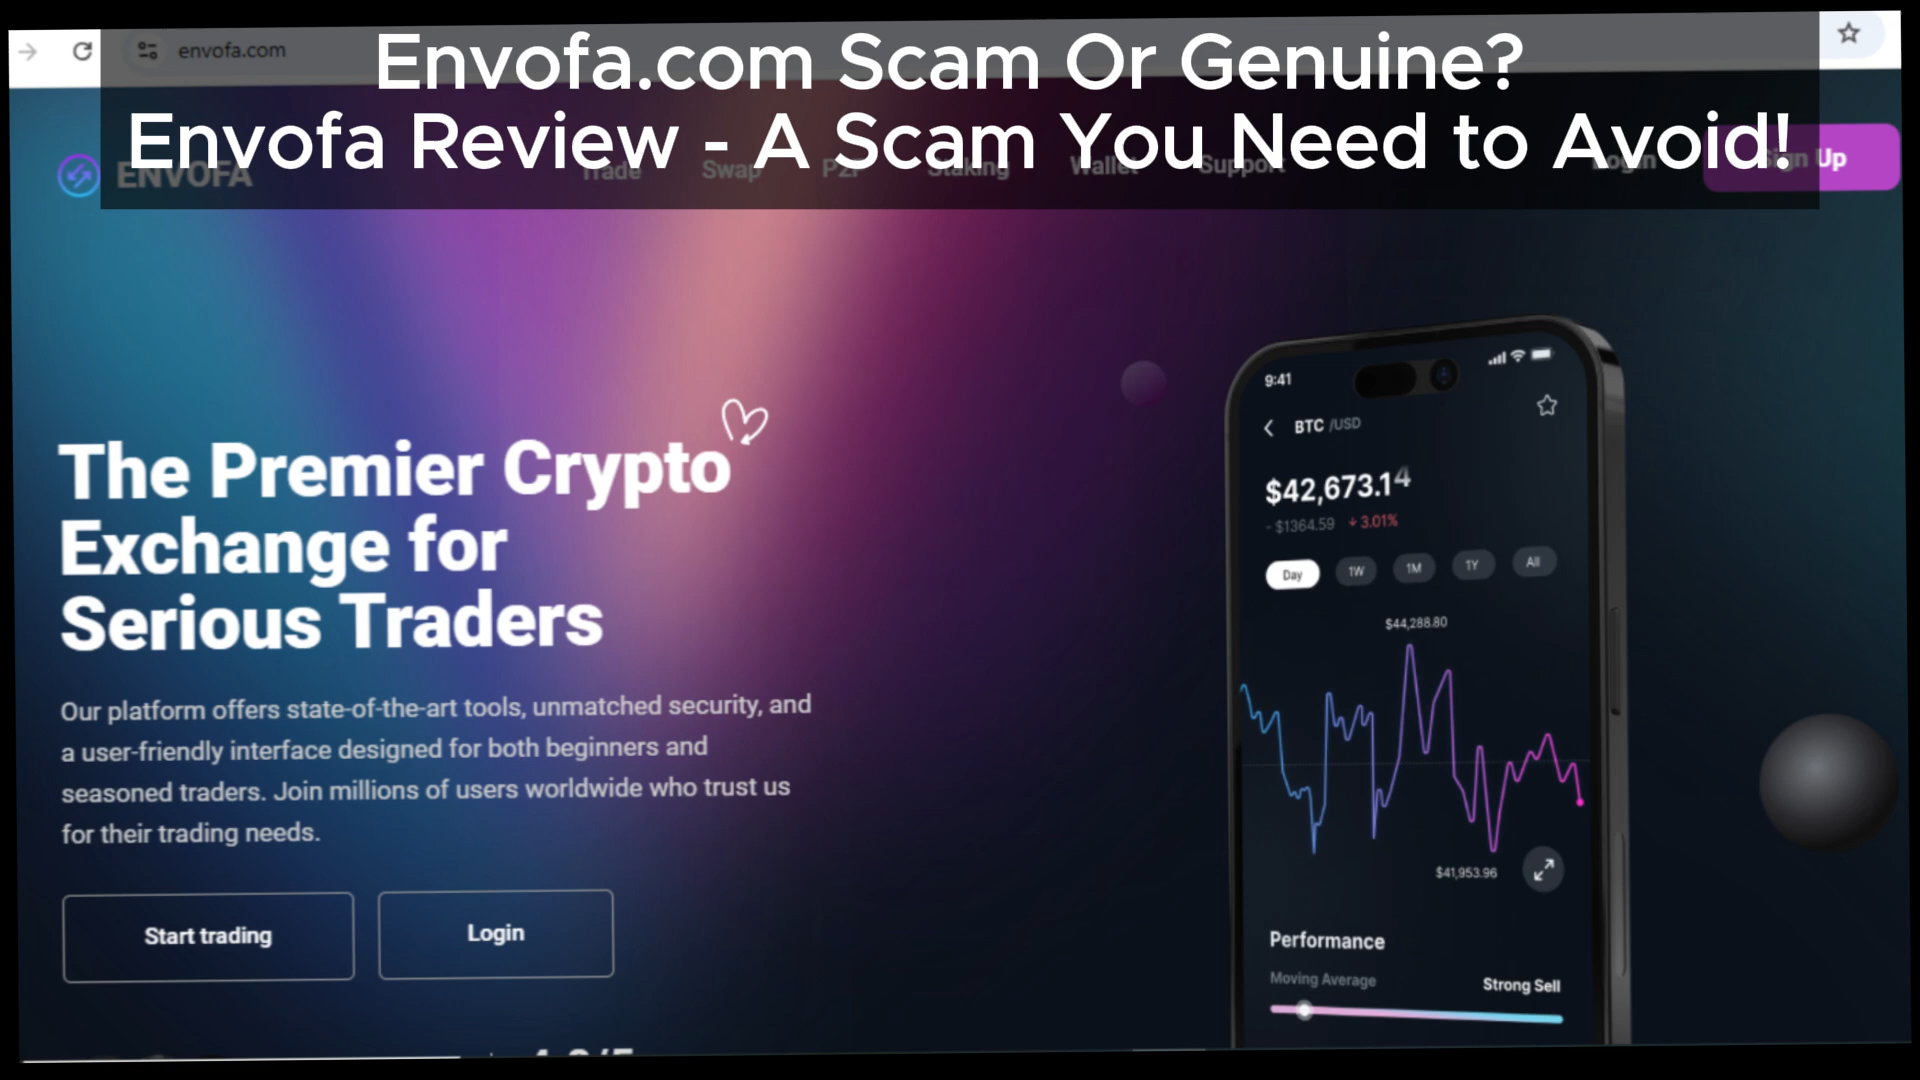 envofa.com
Envofa.com Scam Or Genuine?
Envofa Review - A Scam You Need to Avoid!
ENVOFA
Trade Swap P2P Staking Wallet Support Login Sign Up
The Premier Crypto
Exchange for
Serious Traders
Our platform offers state-of-the-art tools, unmatched security, and
a user-friendly interface designed for both beginners and
seasoned traders. Join millions of users worldwide who trust us
for their trading needs.
Start trading Login
9:41
BTC /USD
$42,673.14
- $1364.59 3.01%
Day 1W 1M 1Y All
$44,288.80
$41,953.96
Performance
Moving Average Strong Sell